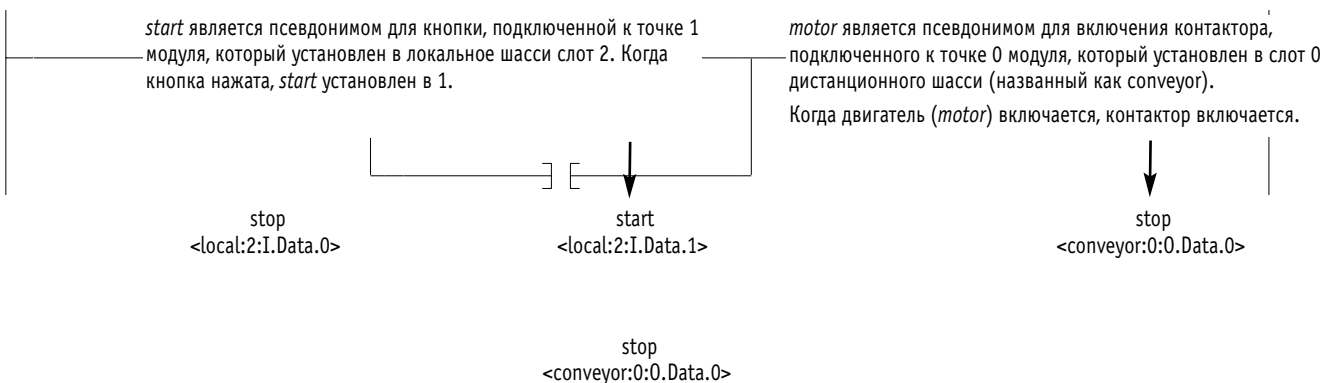 start является псевдонимом для кнопки, подключенной к точке 1
модуля, который установлен в локальное шасси слот 2. Когда
кнопка нажата, start установлен в 1.
motor является псевдонимом для включения контактора,
подключенного к точке 0 модуля, который установлен в слот 0
дистанционного шасси (названный как conveyor).
Когда двигатель (motor) включается, контактор включается.
stop
<local:2:I.Data.0>
start
<local:2:I.Data.1>
stop
<conveyor:0:O.Data.0>
stop
<conveyor:0:O.Data.0>